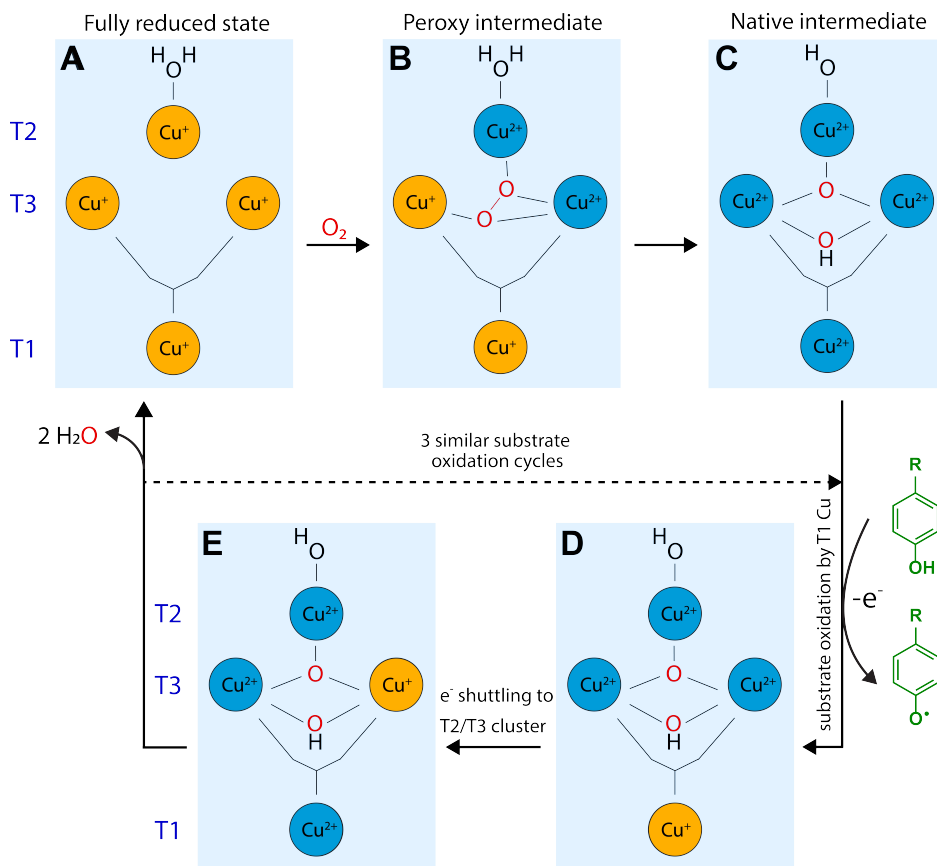 Fully reduced state
Peroxy intermediate
Native intermediate
A
H H
O
Cu⁺
Cu⁺
Cu⁺
Cu⁺
B
H H
O
Cu²⁺
O
Cu⁺
O
Cu²⁺
Cu⁺
C
H
O
Cu²⁺
O
Cu²⁺
Cu²⁺
O
H
Cu²⁺
T2
T3
T1
O₂
2 H₂O
3 similar substrate
oxidation cycles
substrate oxidation by T1 Cu
R
OH
-e⁻
R
O•
E
H
O
Cu²⁺
O
Cu²⁺
Cu⁺
O
H
Cu²⁺
D
H
O
Cu²⁺
O
Cu²⁺
Cu²⁺
O
H
Cu⁺
T2
T3
T1
e⁻ shuttling to
T2/T3 cluster